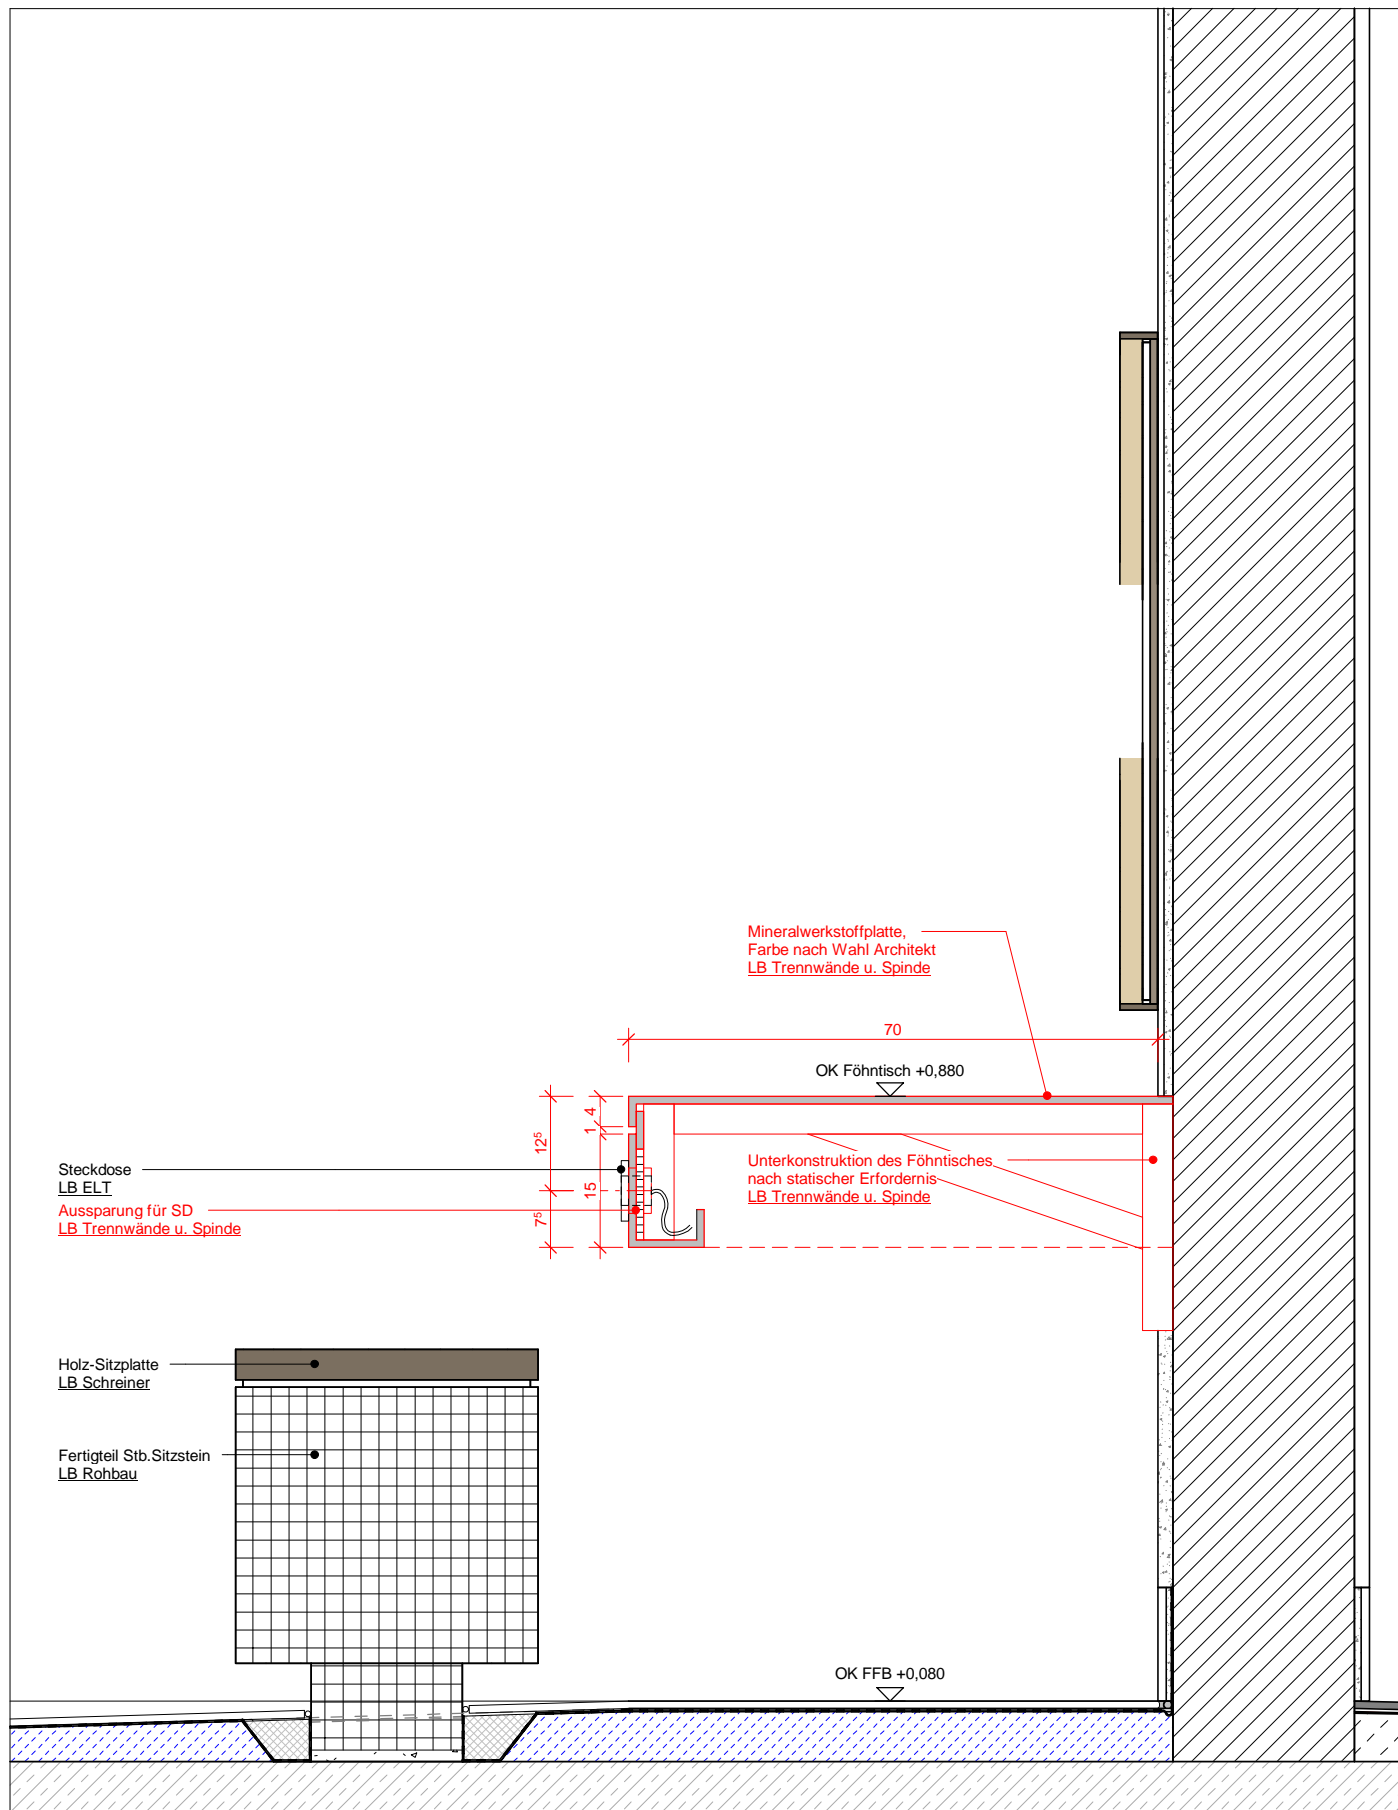 Mineralwerkstoffplatte,
Farbe nach Wahl Architekt
LB Trennwände u. Spinde
70
OK Föhntisch +0,880
4
1
12⁵
15
7⁵
Steckdose
LB ELT
Aussparung für SD
LB Trennwände u. Spinde
Unterkonstruktion des Föhntisches
nach statischer Erfordernis
LB Trennwände u. Spinde
Holz-Sitzplatte
LB Schreiner
Fertigteil Stb.Sitzstein
LB Rohbau
OK FFB +0,080